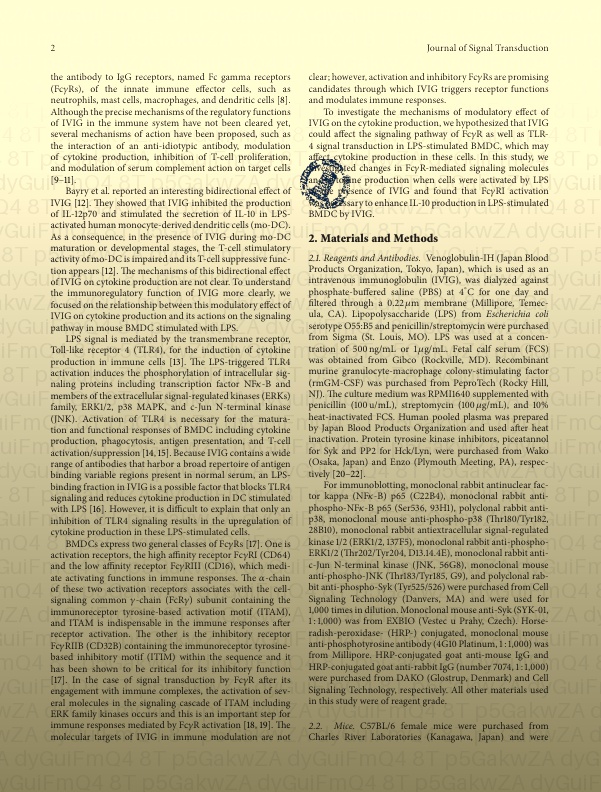 2
Journal of Signal Transduction
the antibody to IgG receptors, named Fc gamma receptors
(FcγRs), of the innate immune effector cells, such as
neutrophils, mast cells, macrophages, and dendritic cells [8].
Although the precise mechanisms of the regulatory functions
of IVIG in the immune system have not been cleared yet,
several mechanisms of action have been proposed, such as
the interaction of an anti-idiotypic antibody, modulation
of cytokine production, inhibition of T-cell proliferation,
and modulation of serum complement action on target cells
[9–11].
Bayry et al. reported an interesting bidirectional effect of
IVIG [12]. They showed that IVIG inhibited the production
of IL-12p70 and stimulated the secretion of IL-10 in LPS-
activated human monocyte-derived dendritic cells (mo-DC).
As a consequence, in the presence of IVIG during mo-DC
maturation or developmental stages, the T-cell stimulatory
activity of mo-DC is impaired and its T-cell suppressive func-
tion appears [12]. The mechanisms of this bidirectional effect
of IVIG on cytokine production are not clear. To understand
the immunoregulatory function of IVIG more clearly, we
focused on the relationship between this modulatory effect of
IVIG on cytokine production and its actions on the signaling
pathway in mouse BMDC stimulated with LPS.
LPS signal is mediated by the transmembrane receptor,
Toll-like receptor 4 (TLR4), for the induction of cytokine
production in immune cells [13]. The LPS-triggered TLR4
activation induces the phosphorylation of intracellular sig-
naling proteins including transcription factor NFκ-B and
members of the extracellular signal-regulated kinases (ERKs)
family, ERK1/2, p38 MAPK, and c-Jun N-terminal kinase
(JNK). Activation of TLR4 is necessary for the matura-
tion and functional responses of BMDC including cytokine
production, phagocytosis, antigen presentation, and T-cell
activation/suppression [14, 15]. Because IVIG contains a wide
range of antibodies that harbor a broad repertoire of antigen
binding variable regions present in normal serum, an LPS-
binding fraction in IVIG is a possible factor that blocks TLR4
signaling and reduces cytokine production in DC stimulated
with LPS [16]. However, it is difficult to explain that only an
inhibition of TLR4 signaling results in the upregulation of
cytokine production in these LPS-stimulated cells.
BMDCs express two general classes of FcγRs [17]. One is
activation receptors, the high affinity receptor FcγRI (CD64)
and the low affinity receptor FcγRIII (CD16), which medi-
ate activating functions in immune responses. The α-chain
of these two activation receptors associates with the cell-
signaling common γ-chain (FcRγ) subunit containing the
immunoreceptor tyrosine-based activation motif (ITAM),
and ITAM is indispensable in the immune responses after
receptor activation. The other is the inhibitory receptor
FcγRIIB (CD32B) containing the immunoreceptor tyrosine-
based inhibitory motif (ITIM) within the sequence and it
has been shown to be critical for its inhibitory function
[17]. In the case of signal transduction by FcγR after its
engagement with immune complexes, the activation of sev-
eral molecules in the signaling cascade of ITAM including
ERK family kinases occurs and this is an important step for
immune responses mediated by FcγR activation [18, 19]. The
molecular targets of IVIG in immune modulation are not
clear; however, activation and inhibitory FcγRs are promising
candidates through which IVIG triggers receptor functions
and modulates immune responses.
To investigate the mechanisms of modulatory effect of
IVIG on the cytokine production, we hypothesized that IVIG
could affect the signaling pathway of FcγR as well as TLR-
4 signal transduction in LPS-stimulated BMDC, which may
affect cytokine production in these cells. In this study, we
changes in FcγR-mediated signaling molecules
production when cells were activated by LPS
presence of IVIG and found that FcγRI activation
to enhance IL-10 production in LPS-stimulated
BMDC by IVIG.
2. Materials and Methods
2.1. Reagents and Antibodies. Venoglobulin-IH (Japan Blood
Products Organization, Tokyo, Japan), which is used as an
intravenous immunoglobulin (IVIG), was dialyzed against
phosphate-buffered saline (PBS) at 4°C for one day and
filtered through a 0.22 μm membrane (Millipore, Temec-
ula, CA). Lipopolysaccharide (LPS) from Escherichia coli
serotype O55:B5 and penicillin/streptomycin were purchased
from Sigma (St. Louis, MO). LPS was used at a concen-
tration of 500 ng/mL or 1 μg/mL. Fetal calf serum (FCS)
was obtained from Gibco (Rockville, MD). Recombinant
murine granulocyte-macrophage colony-stimulating factor
(rmGM-CSF) was purchased from PeproTech (Rocky Hill,
NJ). The culture medium was RPMI1640 supplemented with
penicillin (100 u/mL), streptomycin (100 μg/mL), and 10%
heat-inactivated FCS. Human pooled plasma was prepared
by Japan Blood Products Organization and used after heat
inactivation. Protein tyrosine kinase inhibitors, piceatannol
for Syk and PP2 for Hck/Lyn, were purchased from Wako
(Osaka, Japan) and Enzo (Plymouth Meeting, PA), respec-
tively [20–22].
For immunoblotting, monoclonal rabbit antinuclear fac-
tor kappa (NFκ-B) p65 (C22B4), monoclonal rabbit anti-
phospho-NFκ-B p65 (Ser536, 93H1), polyclonal rabbit anti-
p38, monoclonal mouse anti-phospho-p38 (Thr180/Tyr182,
28B10), monoclonal rabbit antiextracellular signal-regulated
kinase 1/2 (ERK1/2, 137F5), monoclonal rabbit anti-phospho-
ERK1/2 (Thr202/Tyr204, D13.14.4E), monoclonal rabbit anti-
c-Jun N-terminal kinase (JNK, 56G8), monoclonal mouse
anti-phospho-JNK (Thr183/Tyr185, G9), and polyclonal rab-
bit anti-phospho-Syk (Tyr525/526) were purchased from Cell
Signaling Technology (Danvers, MA) and were used for
1,000 times in dilution. Monoclonal mouse anti-Syk (SYK-01,
1:1,000) was from EXBIO (Vestec u Prahy, Czech). Horse-
radish-peroxidase- (HRP-) conjugated, monoclonal mouse
anti-phosphotyrosine antibody (4G10 Platinum, 1:1,000) was
from Millipore. HRP-conjugated goat anti-mouse IgG and
HRP-conjugated goat anti-rabbit IgG (number 7074, 1:1,000)
were purchased from DAKO (Glostrup, Denmark) and Cell
Signaling Technology, respectively. All other materials used
in this study were of reagent grade.
2.2. Mice. C57BL/6 female mice were purchased from
Charles River Laboratories (Kanagawa, Japan) and were